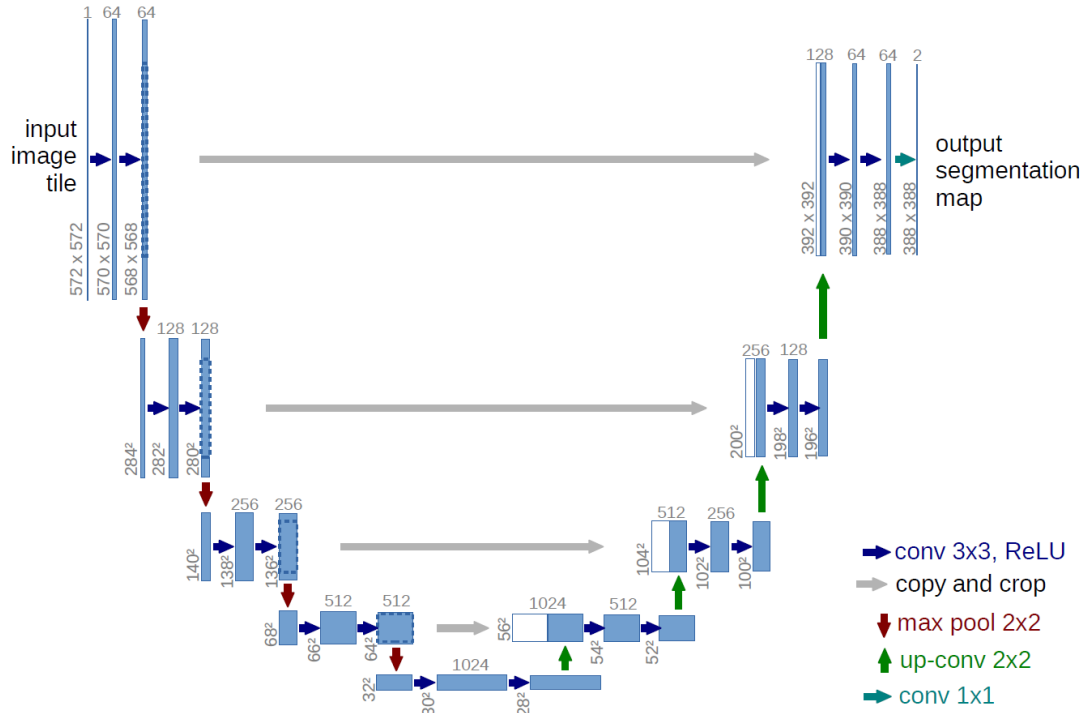 1 64 64
input
image
tile
572 x 572
570 x 570
568 x 568
128 64 64 2
392 x 392
390 x 390
388 x 388
388 x 388
output
segmentation
map
128 128
284²
282²
280²
256 128
200²
198²
196²
256 256
140²
138²
136²
512 256
104²
102²
100²
512 512
68²
66²
64²
1024 512
56²
54²
52²
1024
32²
30²
28²
conv 3x3, ReLU
copy and crop
max pool 2x2
up-conv 2x2
conv 1x1